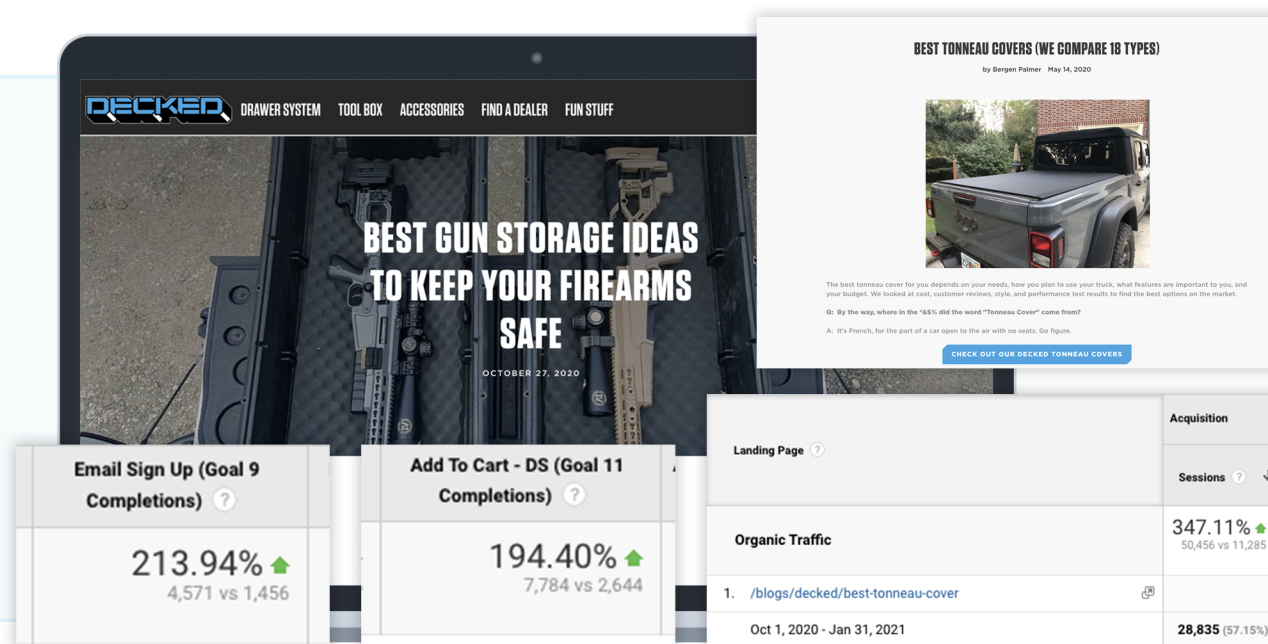 BEST TONNEAU COVERS (WE COMPARE 18 TYPES)
by Bergen Palmer May 14, 2020
DECKED
DRAWER SYSTEM TOOL BOX ACCESSORIES FIND A DEALER FUN STUFF
BEST GUN STORAGE IDEAS
TO KEEP YOUR FIREARMS
SAFE
OCTOBER 27, 2020
Jeep
The best tonneau cover for you depends on your needs, how you plan to use your truck, what features are important to you, and
your budget. We looked at cost, customer reviews, style, and performance test results to find the best options on the market.
Q: By the way, where in the *&$% did the word "Tonneau Cover" come from?
A: It's French, for the part of a car open to the air with no seats. Go figure.
CHECK OUT OUR DECKED TONNEAU COVERS
Email Sign Up (Goal 9
Completions) ?
213.94%
4,571 vs 1,456
Add To Cart - DS (Goal 11
Completions) ?
194.40%
7,784 vs 2,644
Landing Page ?
Acquisition
Sessions ?
Organic Traffic
347.11%
50,456 vs 11,285
1. /blogs/decked/best-tonneau-cover
Oct 1, 2020 - Jan 31, 2021
28,835 (57.15%)